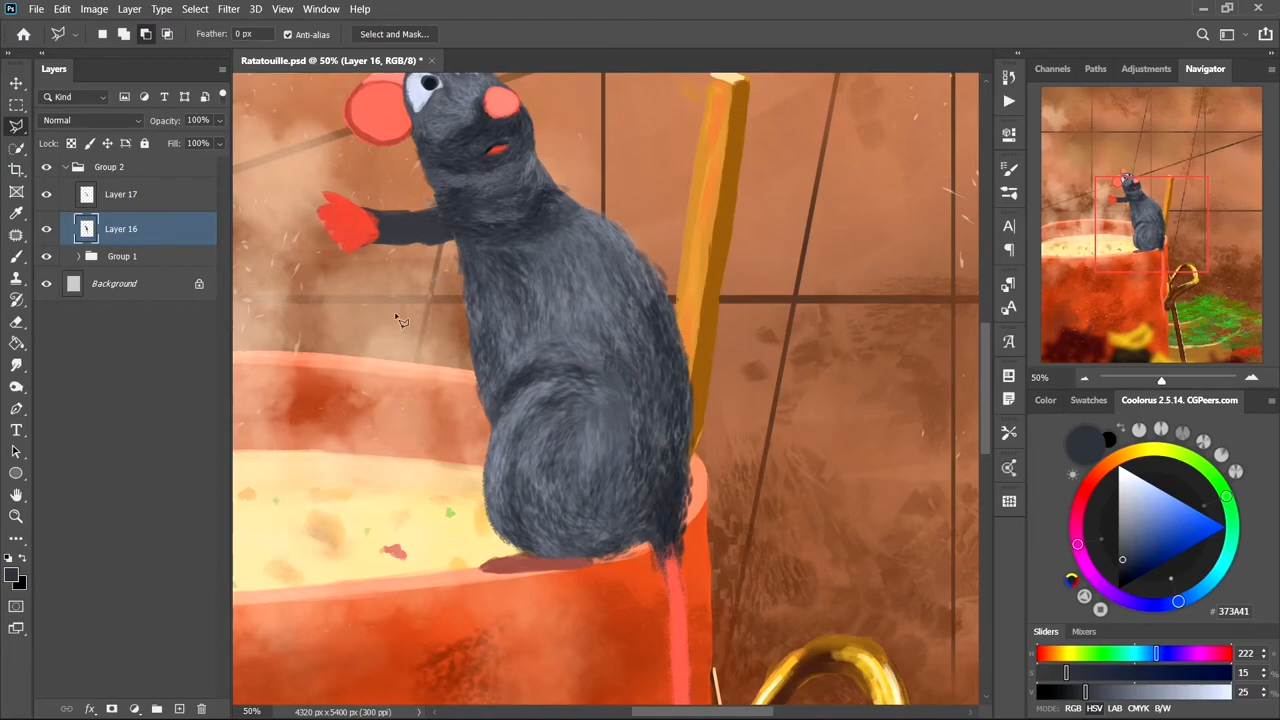 Ps File Edit Image Layer Type Select Filter 3D View Window Help
Feather: 0 px Anti-alias Select and Mask...
Layers
Ratatouille.psd @ 50% (Layer 16, RGB/8) *
Channels Paths Adjustments Navigator
Kind
Normal Opacity: 100%
Lock: Fill: 100%
Group 2
Layer 17
Layer 16
Group 1
Background
50%
Color Swatches Coolorus 2.5.14. CGPeers.com
# 373A41
Sliders Mixers
H 222
S 15 %
V 25 %
MODE: RGB HSV LAB CMYK B/W
50% 4320 px x 5400 px (300 ppi)